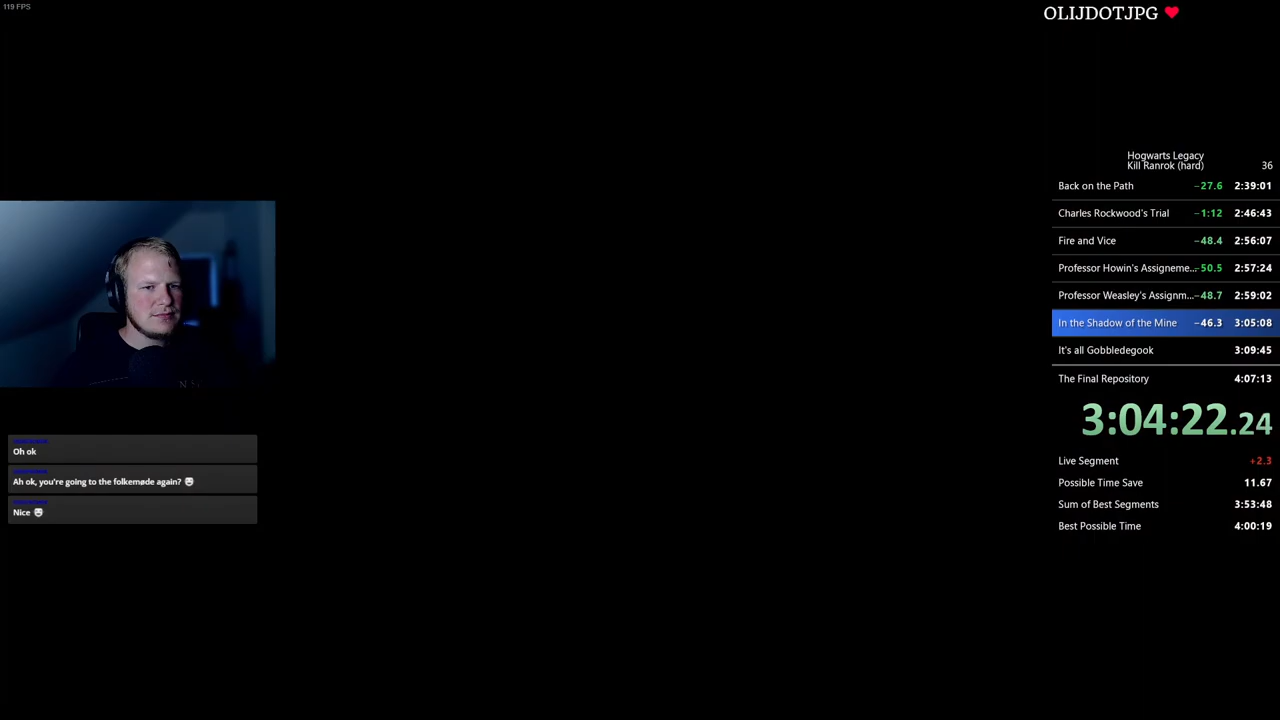 119 FPS
OLIJDOTJPG ❤
Hogwarts Legacy
Kill Ranrok (hard) 36
Back on the Path -27.6 2:39:01
Charles Rockwood's Trial -1:12 2:46:43
Fire and Vice -48.4 2:56:07
Professor Howin's Assigneme... -50.5 2:57:24
Professor Weasley's Assignm... -48.7 2:59:02
In the Shadow of the Mine -46.3 3:05:08
It's all Gobbledegook 3:09:45
The Final Repository 4:07:13
3:04:22.24
Live Segment +2.3
Possible Time Save 11.67
Sum of Best Segments 3:53:48
Best Possible Time 4:00:19
Oh ok
Ah ok, you're going to the folkemøde again?
Nice